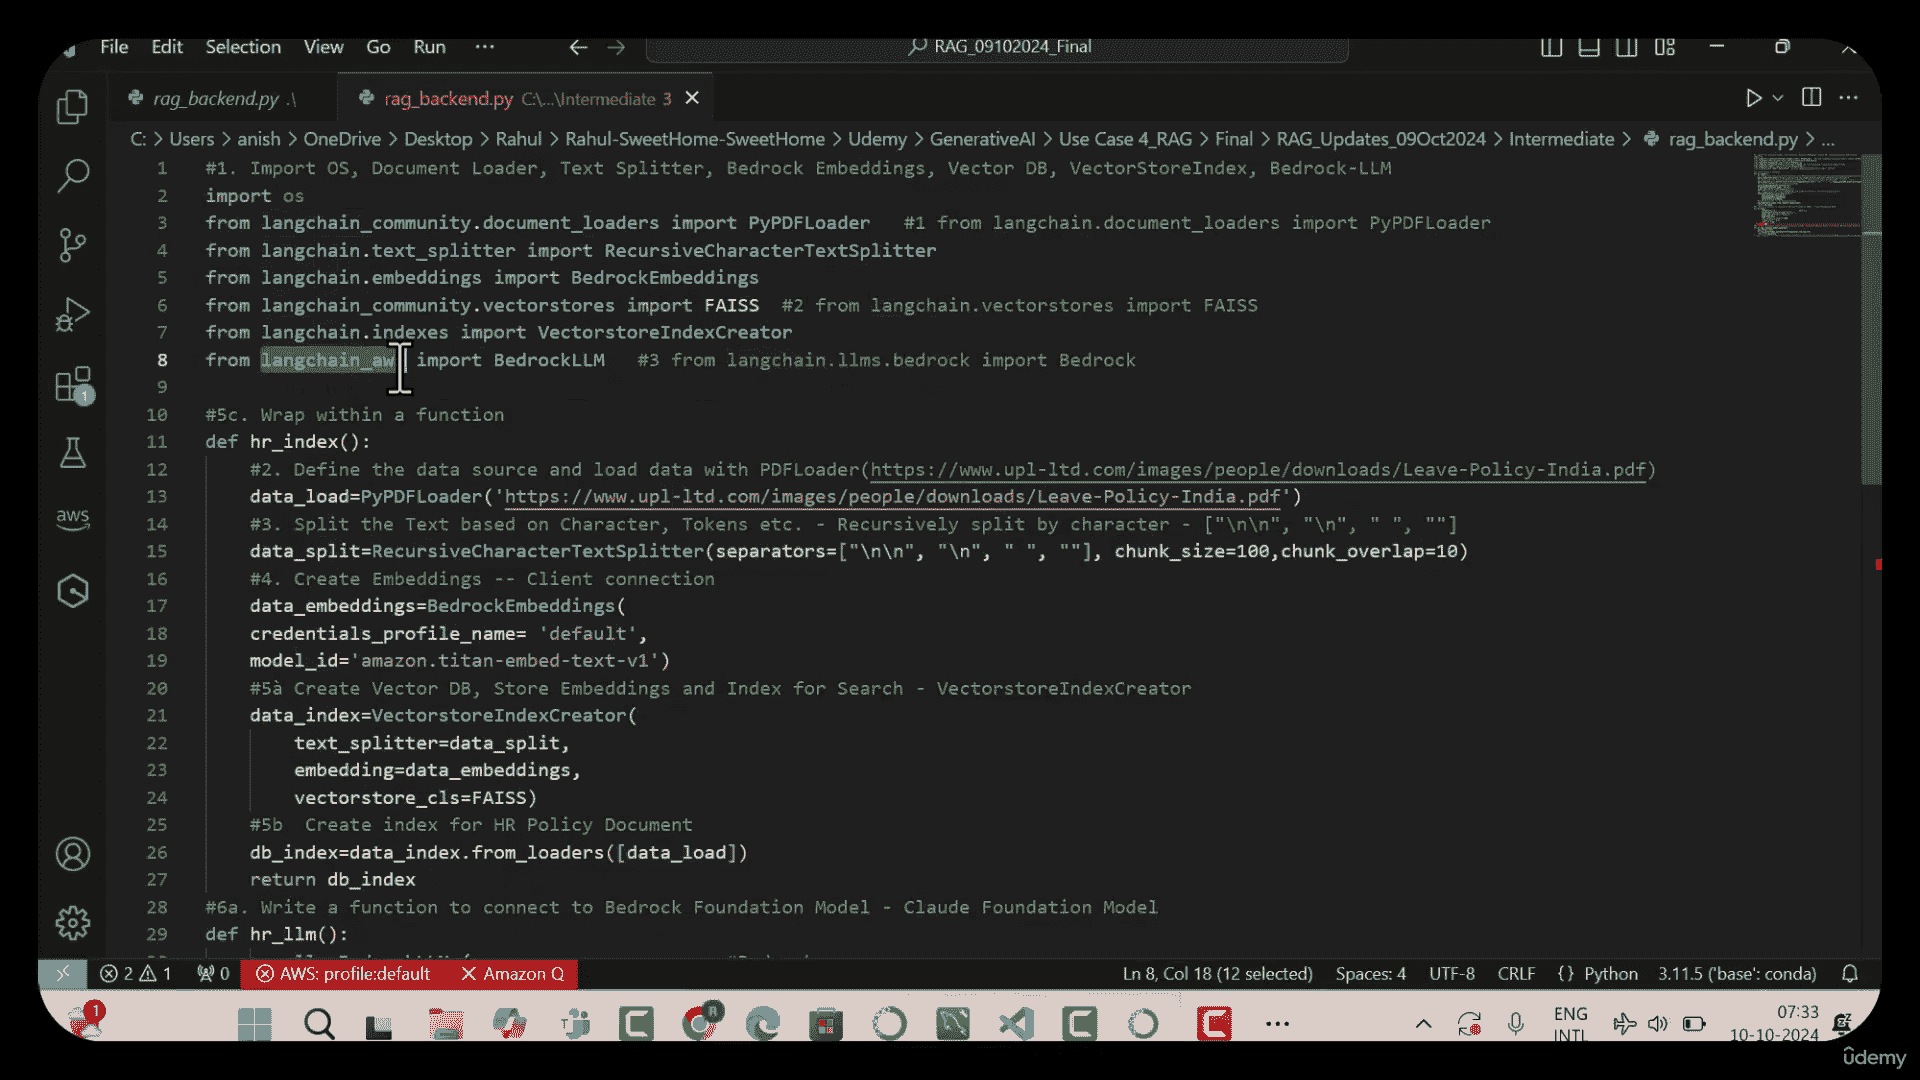 File Edit Selection View Go Run ··· RAG_09102024_Final
rag_backend.py .\ rag_backend.py C:\...\Intermediate 3
C: > Users > anish > OneDrive > Desktop > Rahul > Rahul-SweetHome-SweetHome > Udemy > GenerativeAI > Use Case 4_RAG > Final > RAG_Updates_09Oct2024 > Intermediate > rag_backend.py > ...
1 #1. Import OS, Document Loader, Text Splitter, Bedrock Embeddings, Vector DB, VectorStoreIndex, Bedrock-LLM
2 import os
3 from langchain_community.document_loaders import PyPDFLoader #1 from langchain.document_loaders import PyPDFLoader
4 from langchain.text_splitter import RecursiveCharacterTextSplitter
5 from langchain.embeddings import BedrockEmbeddings
6 from langchain_community.vectorstores import FAISS #2 from langchain.vectorstores import FAISS
7 from langchain.indexes import VectorstoreIndexCreator
8 from langchain_aw import BedrockLLM #3 from langchain.llms.bedrock import Bedrock
9
10 #5c. Wrap within a function
11 def hr_index():
12 #2. Define the data source and load data with PDFLoader(https://www.upl-ltd.com/images/people/downloads/Leave-Policy-India.pdf)
13 data_load=PyPDFLoader('https://www.upl-ltd.com/images/people/downloads/Leave-Policy-India.pdf')
14 #3. Split the Text based on Character, Tokens etc. - Recursively split by character - ["\n\n", "\n", " ", ""]
15 data_split=RecursiveCharacterTextSplitter(separators=["\n\n", "\n", " ", ""], chunk_size=100,chunk_overlap=10)
16 #4. Create Embeddings -- Client connection
17 data_embeddings=BedrockEmbeddings(
18 credentials_profile_name= 'default',
19 model_id='amazon.titan-embed-text-v1')
20 #5à Create Vector DB, Store Embeddings and Index for Search - VectorstoreIndexCreator
21 data_index=VectorstoreIndexCreator(
22 text_splitter=data_split,
23 embedding=data_embeddings,
24 vectorstore_cls=FAISS)
25 #5b Create index for HR Policy Document
26 db_index=data_index.from_loaders([data_load])
27 return db_index
28 #6a. Write a function to connect to Bedrock Foundation Model - Claude Foundation Model
29 def hr_llm():
aws
1
2 1 0 AWS: profile:default Amazon Q Ln 8, Col 18 (12 selected) Spaces: 4 UTF-8 CRLF {} Python 3.11.5 ('base': conda)
1 ··· ENG 07:33
INTL 10-10-2024
ûdemy